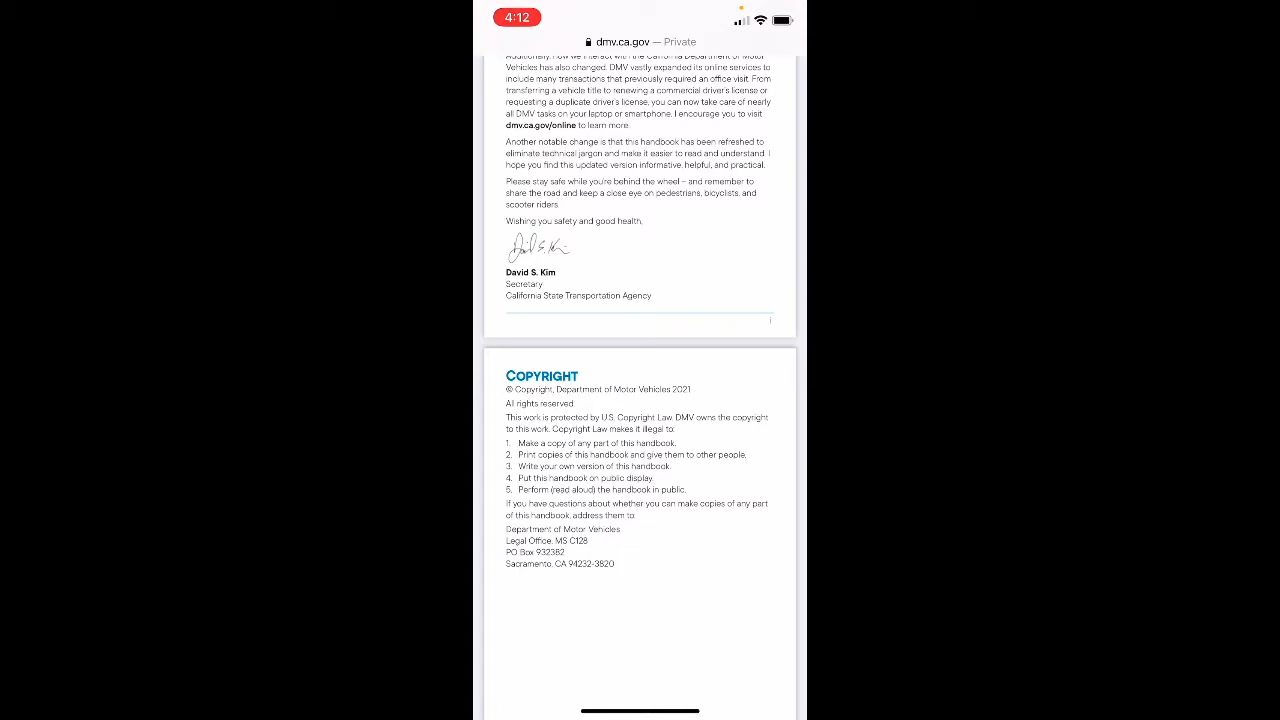 4:12
dmv.ca.gov — Private
Additionally, how we interact with the California Department of Motor
Vehicles has also changed. DMV vastly expanded its online services to
include many transactions that previously required an office visit. From
transferring a vehicle title to renewing a commercial driver's license or
requesting a duplicate driver's license, you can now take care of nearly
all DMV tasks on your laptop or smartphone. I encourage you to visit
dmv.ca.gov/online to learn more.
Another notable change is that this handbook has been refreshed to
eliminate technical jargon and make it easier to read and understand. I
hope you find this updated version informative, helpful, and practical.
Please stay safe while you're behind the wheel – and remember to
share the road and keep a close eye on pedestrians, bicyclists, and
scooter riders.
Wishing you safety and good health,
David S. Kim
David S. Kim
Secretary
California State Transportation Agency
i
COPYRIGHT
© Copyright, Department of Motor Vehicles 2021
All rights reserved
This work is protected by U.S. Copyright Law. DMV owns the copyright
to this work. Copyright Law makes it illegal to:
1. Make a copy of any part of this handbook.
2. Print copies of this handbook and give them to other people.
3. Write your own version of this handbook.
4. Put this handbook on public display.
5. Perform (read aloud) the handbook in public.
If you have questions about whether you can make copies of any part
of this handbook, address them to:
Department of Motor Vehicles
Legal Office, MS C128
PO Box 932382
Sacramento, CA 94232-3820